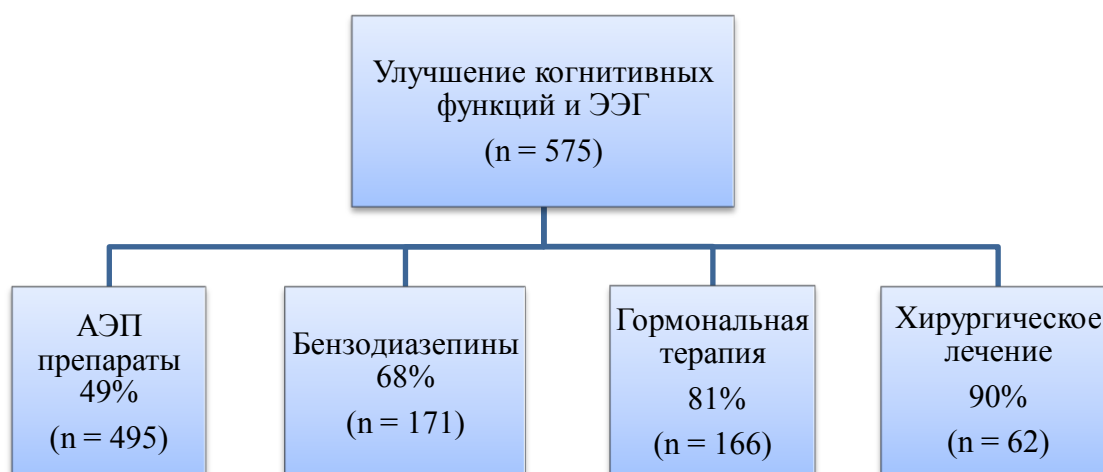 Улучшение когнитивных
функций и ЭЭГ
(n = 575)
АЭП
препараты
49%
(n = 495)
Бензодиазепины
68%
(n = 171)
Гормональная
терапия
81%
(n = 166)
Хирургическое
лечение
90%
(n = 62)